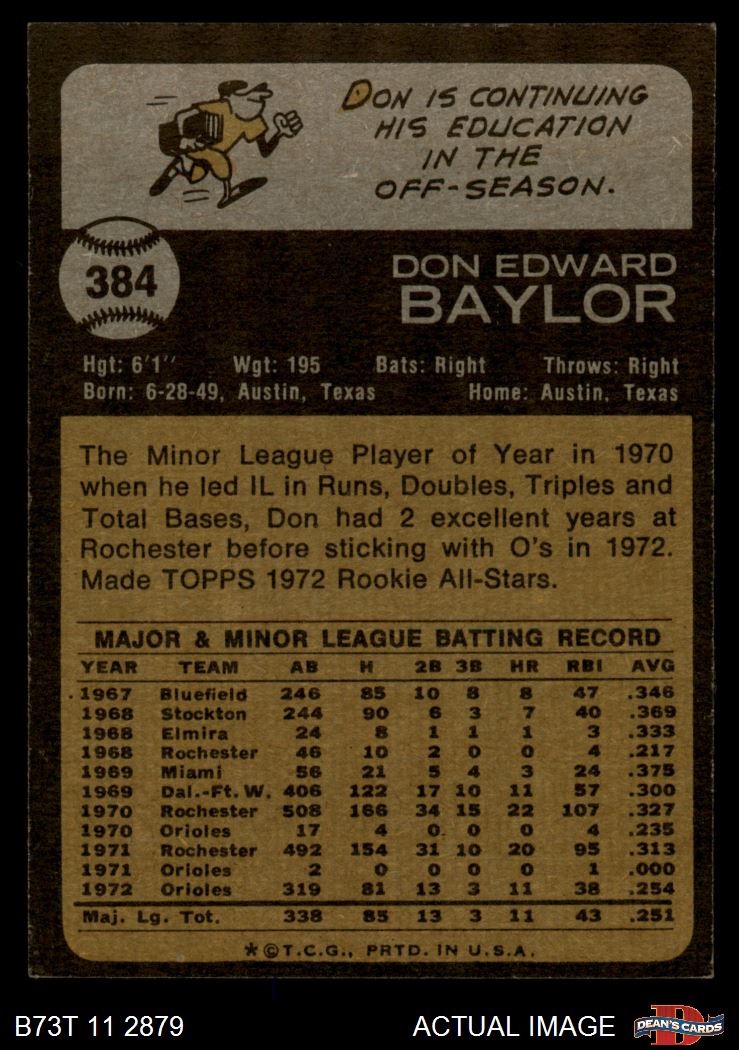 DON IS CONTINUING
HIS EDUCATION
IN THE
OFF-SEASON.
384
DON EDWARD
BAYLOR
Hgt: 6'1" Wgt: 195 Bats: Right Throws: Right
Born: 6-28-49, Austin, Texas Home: Austin, Texas
The Minor League Player of Year in 1970
when he led IL in Runs, Doubles, Triples and
Total Bases, Don had 2 excellent years at
Rochester before sticking with O's in 1972.
Made TOPPS 1972 Rookie All-Stars.
MAJOR & MINOR LEAGUE BATTING RECORD
YEAR TEAM AB H 2B 3B HR RBI AVG
1967 Bluefield 246 85 10 8 8 47 .346
1968 Stockton 244 90 6 3 7 40 .369
1968 Elmira 24 8 1 1 1 3 .333
1968 Rochester 46 10 2 0 0 4 .217
1969 Miami 56 21 5 4 3 24 .375
1969 Dal.-Ft. W. 406 122 17 10 11 57 .300
1970 Rochester 508 166 34 15 22 107 .327
1970 Orioles 17 4 0 0 0 4 .235
1971 Rochester 492 154 31 10 20 95 .313
1971 Orioles 2 0 0 0 0 1 .000
1972 Orioles 319 81 13 3 11 38 .254
Maj. Lg. Tot. 338 85 13 3 11 43 .251
*©T.C.G., PRTD. IN U.S.A.
B73T 11 2879 ACTUAL IMAGE D DEAN'S CARDS